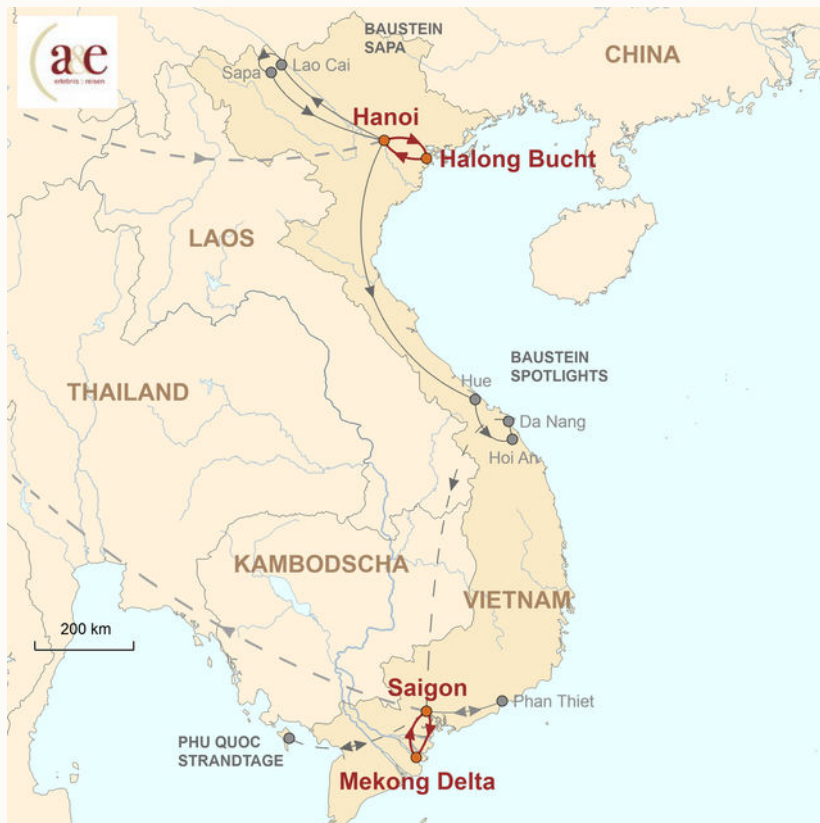 a&e
erlebnis : reisen
BAUSTEIN
SAPA
CHINA
Lao Cai
Sapa
Hanoi
Halong Bucht
LAOS
BAUSTEIN
SPOTLIGHTS
THAILAND
Hue
Da Nang
Hoi An
KAMBODSCHA
VIETNAM
200 km
Saigon
Phan Thiet
PHU QUOC
STRANDTAGE
Mekong Delta